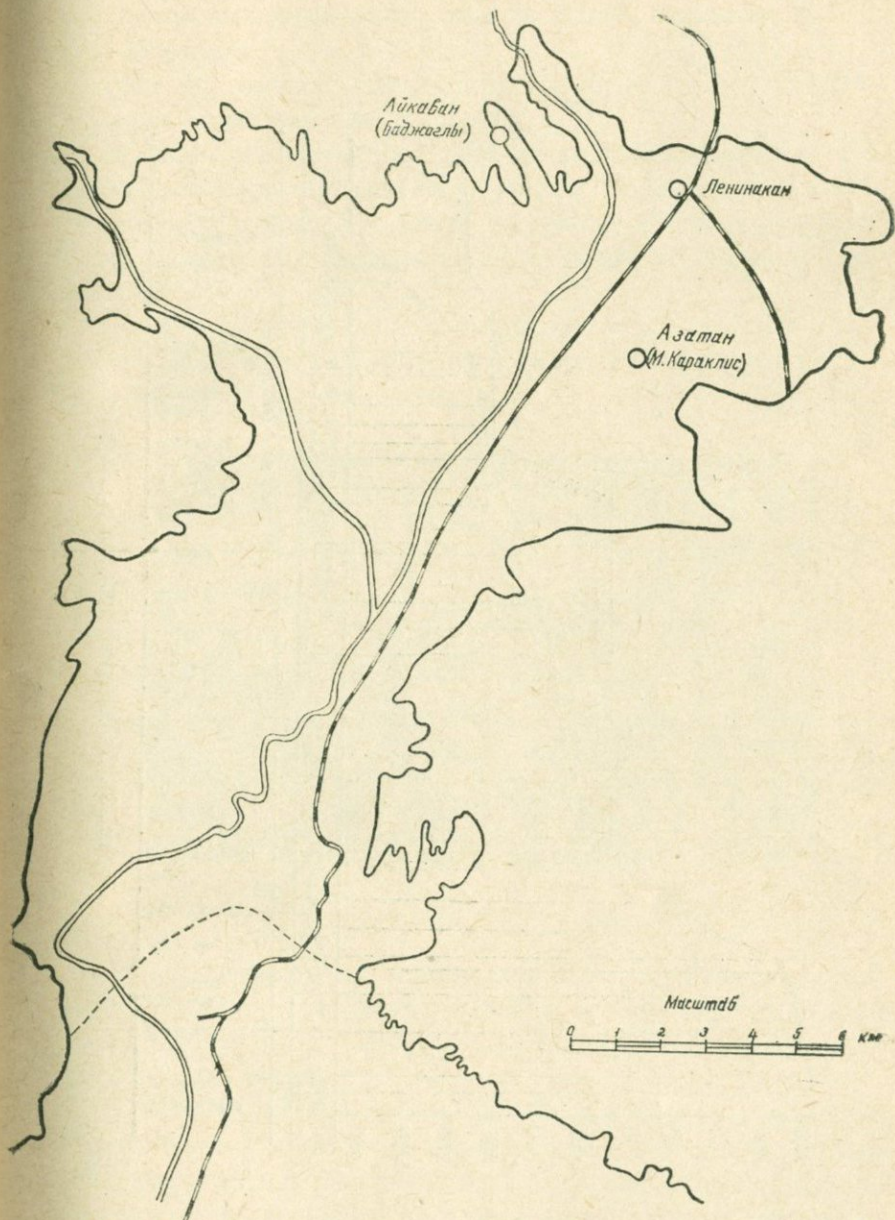 Айкаван
(Баджоглы)
Ленинакан
Азатан
(М. Караклис)
Масштаб
0 1 2 3 4 5 6 км